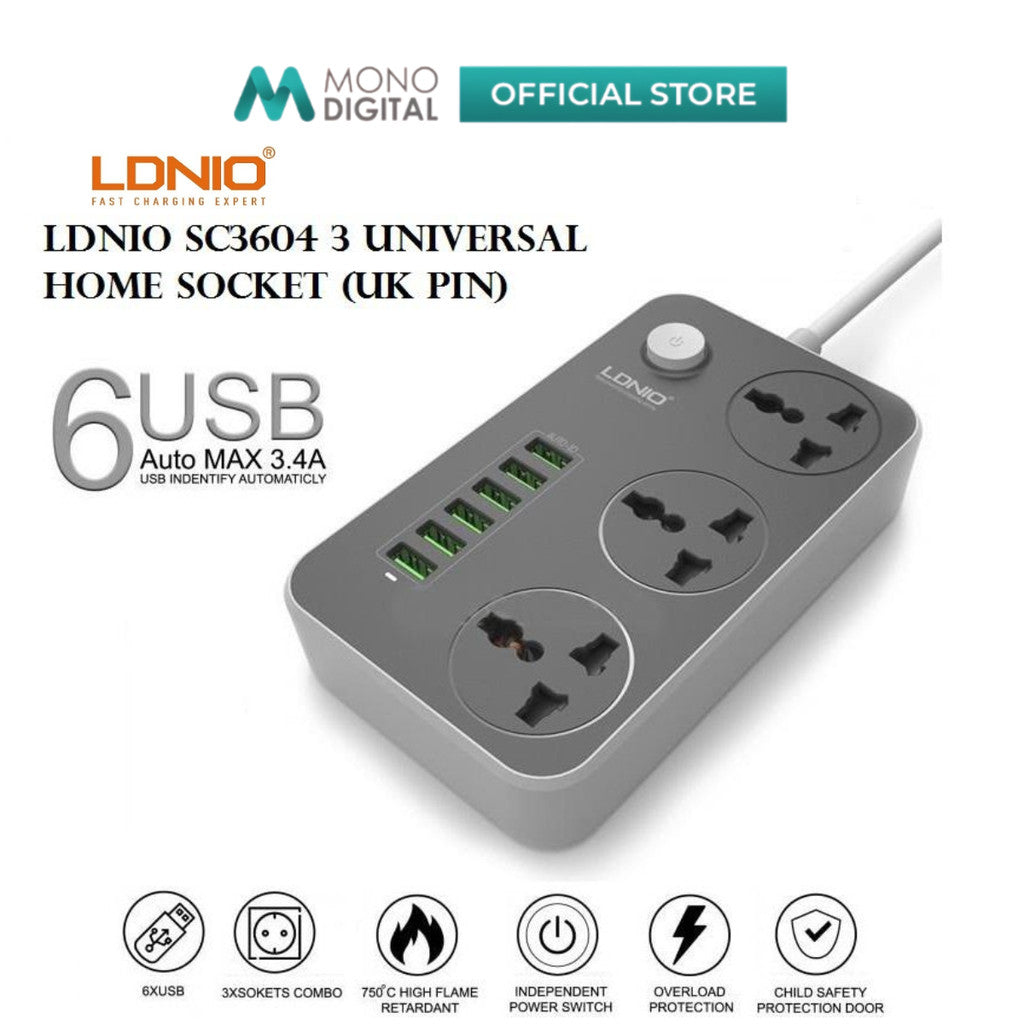 MONO
DIGITAL
OFFICIAL STORE
LDNIO®
FAST CHARGING EXPERT
LDNIO SC3604 3 UNIVERSAL
HOME SOCKET (UK PIN)
6USB
Auto MAX 3.4A
USB INDENTIFY AUTOMATICLY
LDNIO®
AUTO-ID
6XUSB
3XSOKETS COMBO
750°C HIGH FLAME
RETARDANT
INDEPENDENT
POWER SWITCH
OVERLOAD
PROTECTION
CHILD SAFETY
PROTECTION DOOR